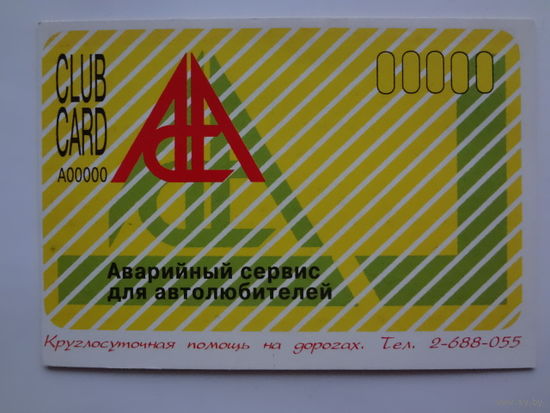 CLUB
CARD
A00000
00000
Аварийный сервис
для автолюбителей
Круглосуточная помощь на дорогах. Тел. 2-688-055